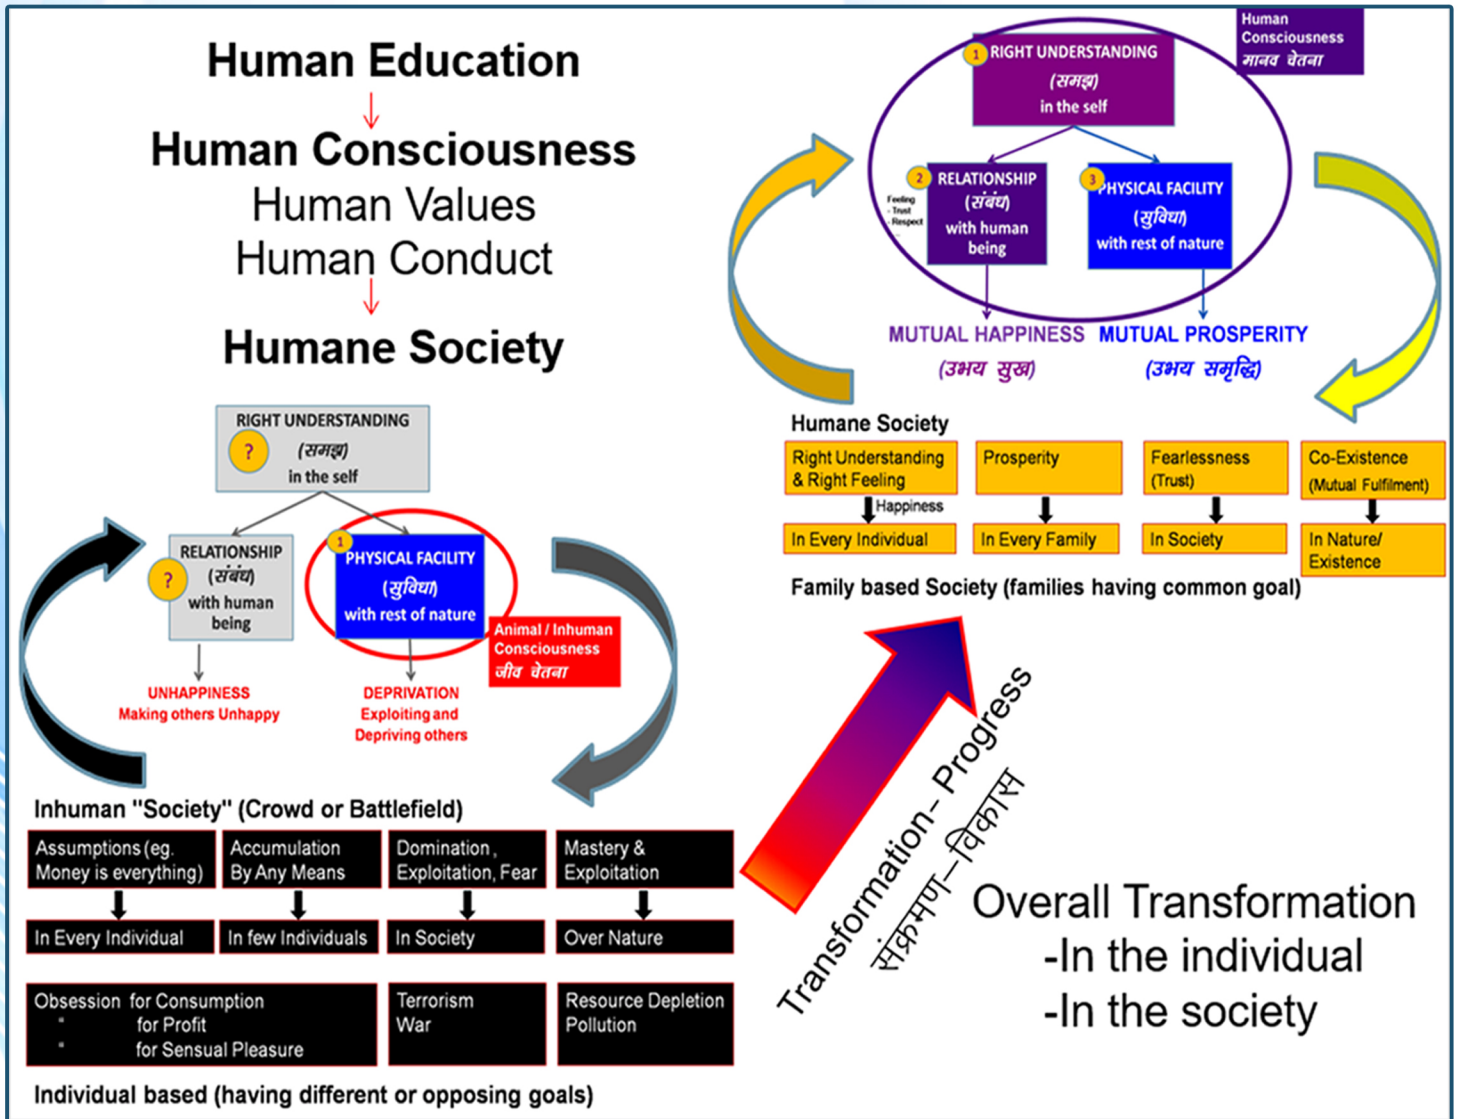 Human Education
Human Consciousness
Human Values
Human Conduct
Humane Society
RIGHT UNDERSTANDING
?
(समझ)
in the self
RELATIONSHIP
(संबंध)
?
with human
being
1
PHYSICAL FACILITY
(सुविधा)
with rest of nature
Animal / Inhuman
Consciousness
जीव चेतना
UNHAPPINESS
Making others Unhappy
DEPRIVATION
Exploiting and
Depriving others
Inhuman "Society" (Crowd or Battlefield)
Assumptions (eg.
Money is everything)
In Every Individual
Accumulation
By Any Means
In few Individuals
Domination ,
Exploitation, Fear
In Society
Mastery &
Exploitation
Over Nature
Obsession for Consumption
“ for Profit
“ for Sensual Pleasure
Terrorism
War
Resource Depletion
Pollution
Individual based (having different or opposing goals)
Human
Consciousness
मानव चेतना
1
RIGHT UNDERSTANDING
(समझ)
in the self
2
RELATIONSHIP
(संबंध)
with human
being
Feeling
- Trust
- Respect
...
3
PHYSICAL FACILITY
(सुविधा)
with rest of nature
MUTUAL HAPPINESS
(उभय सुख)
MUTUAL PROSPERITY
(उभय समृद्धि)
Humane Society
Right Understanding
& Right Feeling
Happiness
In Every Individual
Prosperity
In Every Family
Fearlessness
(Trust)
In Society
Co-Existence
(Mutual Fulfilment)
In Nature/
Existence
Family based Society (families having common goal)
Transformation– Progress
संक्रमण–विकास
Overall Transformation
-In the individual
-In the society